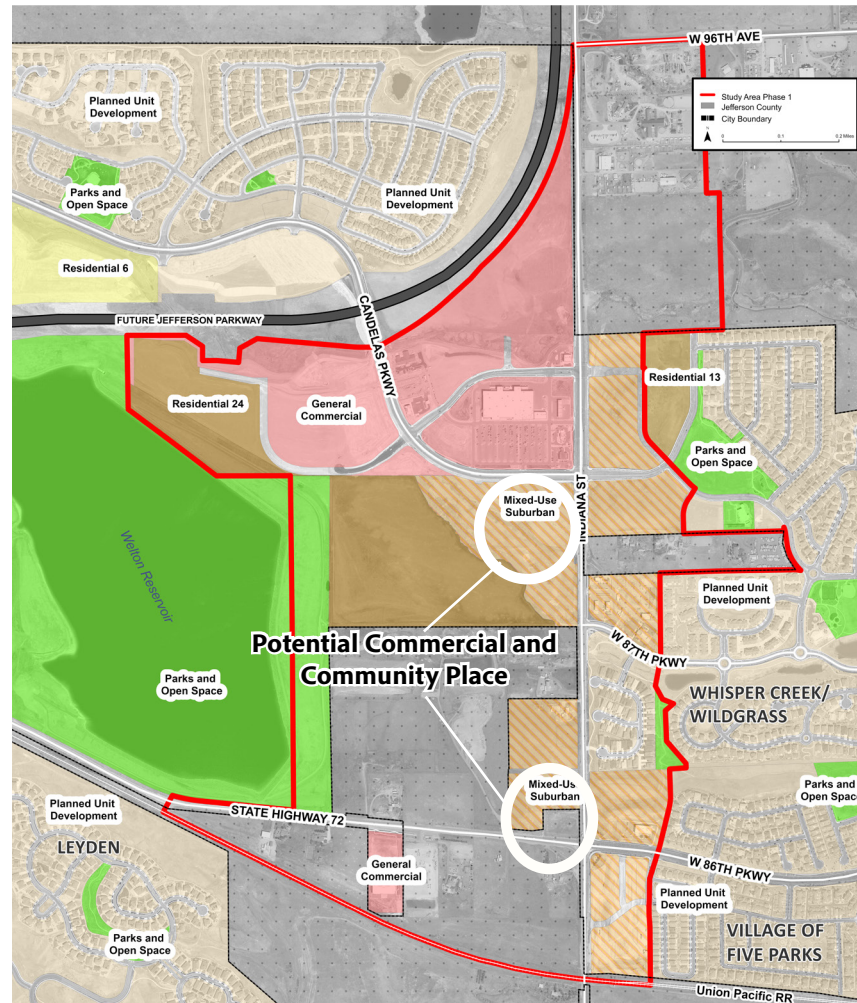 W 96TH AVE
Study Area Phase 1
Jefferson County
City Boundary
N
0
0.1
0.2 Miles
Planned Unit
Development
Parks and
Open Space
Planned Unit
Development
Residential 6
FUTURE JEFFERSON PARKWAY
CANDELAS PKWY
Residential 24
General
Commercial
Residential 13
Parks and
Open Space
Mixed-Use
Suburban
INDIANA ST
Welton Reservoir
Planned Unit
Development
Potential Commercial and
Community Place
W 87TH PKWY
Parks and
Open Space
WHISPER CREEK/
WILDGRASS
Mixed-Use
Suburban
Parks and
Open Space
Planned Unit
Development
STATE HIGHWAY 72
LEYDEN
General
Commercial
W 86TH PKWY
Planned Unit
Development
Parks and
Open Space
VILLAGE OF
FIVE PARKS
Union Pacific RR